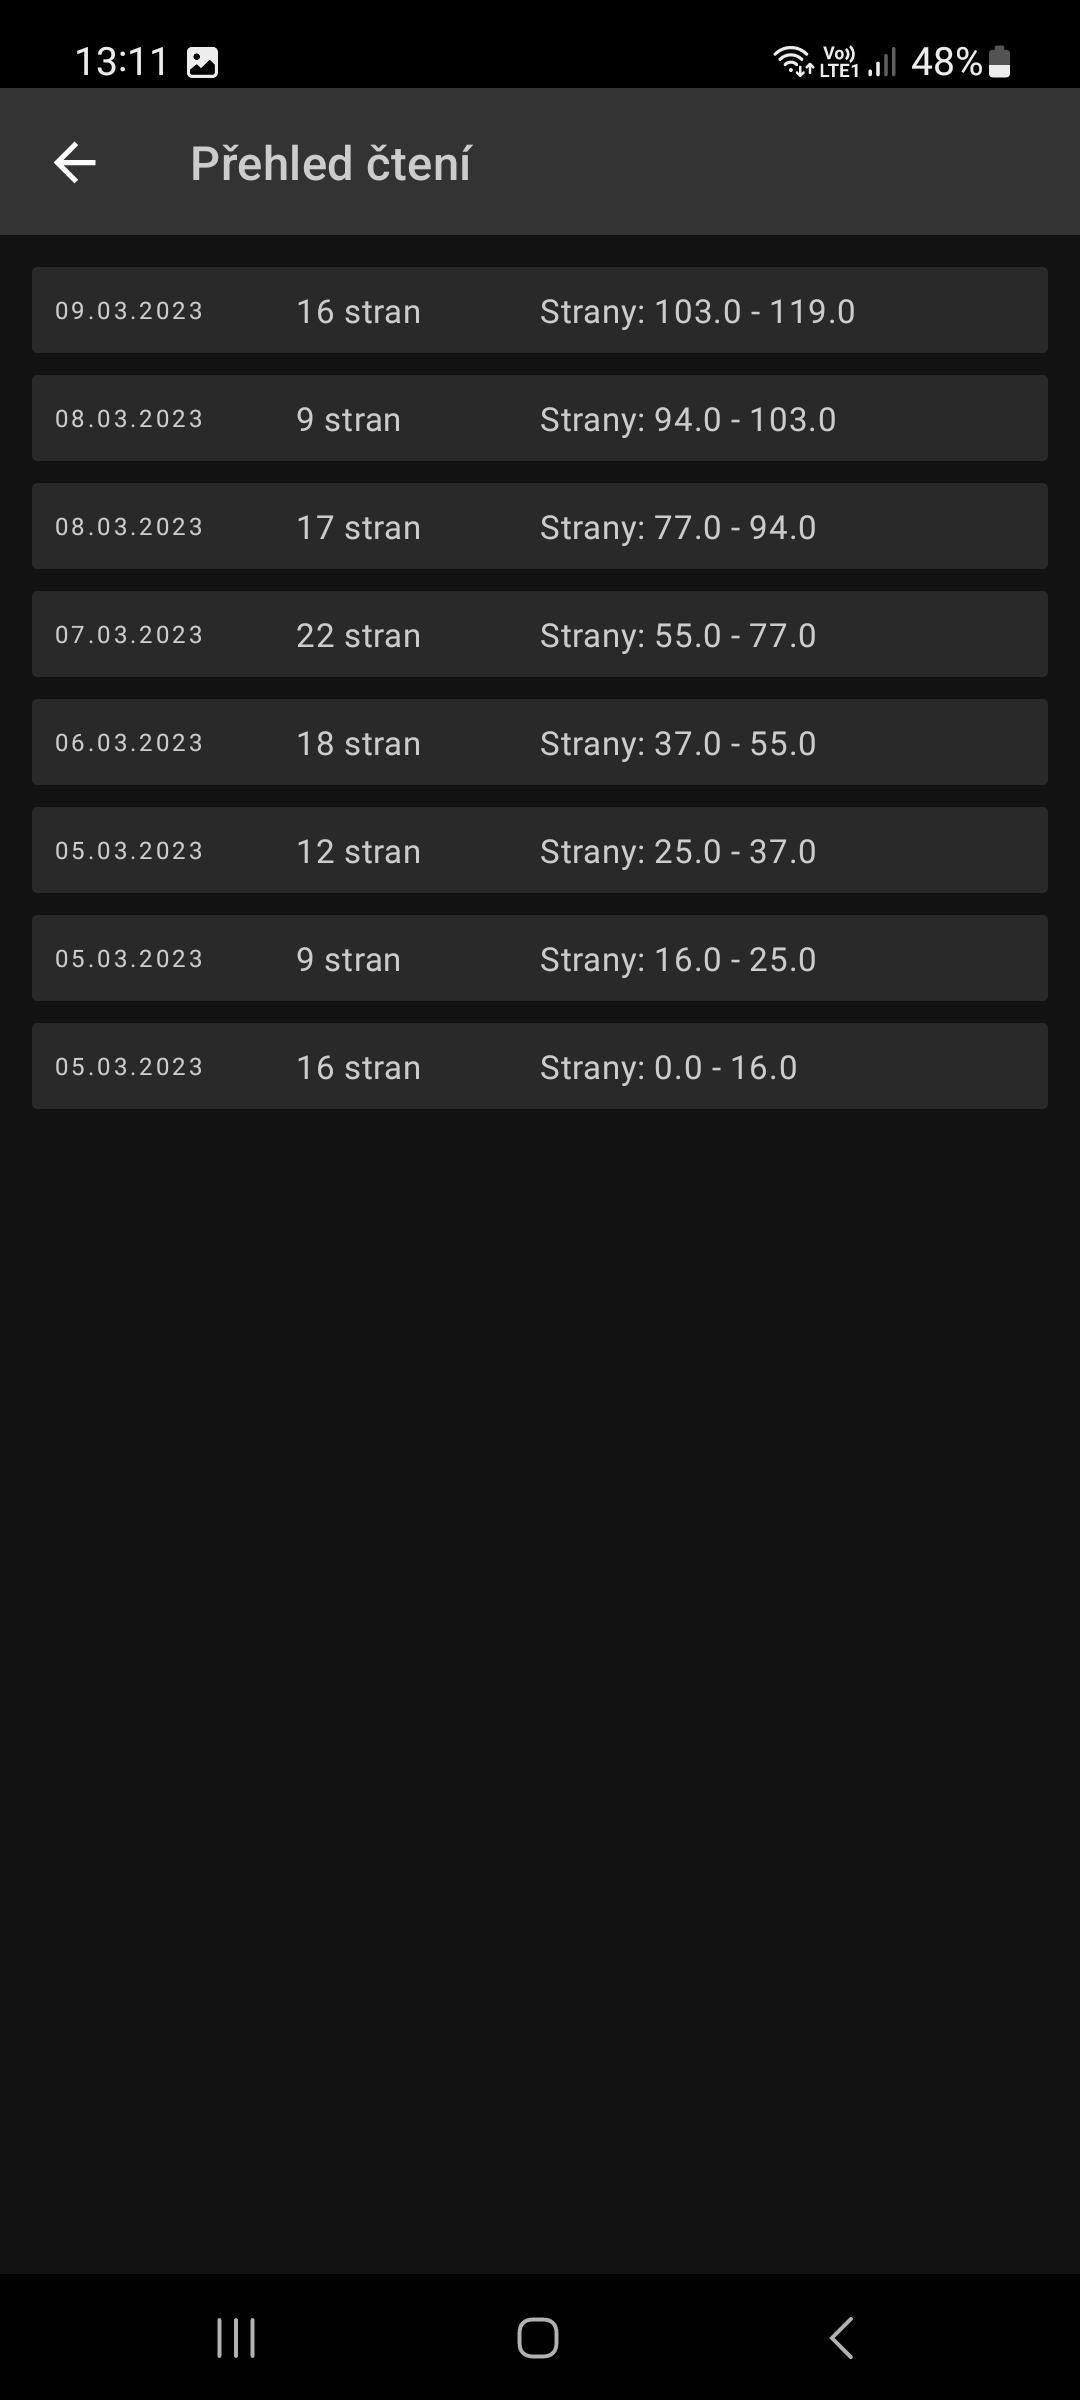 13:11 Vo)) LTE1 48%
Přehled čtení
09.03.2023 16 stran Strany: 103.0 - 119.0
08.03.2023 9 stran Strany: 94.0 - 103.0
08.03.2023 17 stran Strany: 77.0 - 94.0
07.03.2023 22 stran Strany: 55.0 - 77.0
06.03.2023 18 stran Strany: 37.0 - 55.0
05.03.2023 12 stran Strany: 25.0 - 37.0
05.03.2023 9 stran Strany: 16.0 - 25.0
05.03.2023 16 stran Strany: 0.0 - 16.0